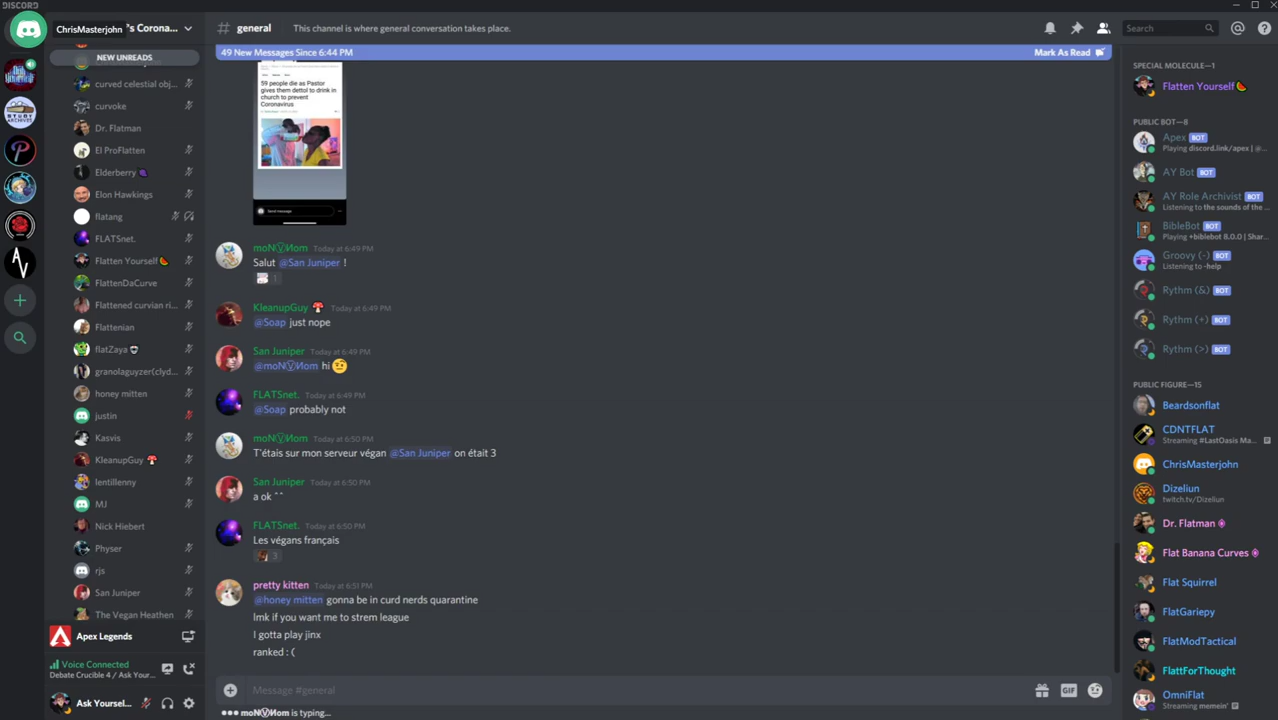 DISCORD
ChrisMasterjohn
's Corona...
# general
This channel is where general conversation takes place.
Search
NEW UNREADS
curved celestial obj...
curvoke
Dr. Flatman
El ProFlatten
Elderberry
Elon Hawkings
flatang
FLATSnet.
Flatten Yourself
FlattenDaCurve
Flattened curvian ri...
Flattenian
flatZaya
granolaguyzer(clyd...
honey mitten
justin
Kasvis
KleanupGuy
lentillenny
MJ
Nick Hiebert
Physer
rjs
San Juniper
The Vegan Heathen
Apex Legends
Voice Connected
Debate Crucible 4 / Ask Your...
Ask Yoursel...
49 New Messages Since 6:44 PM
Mark As Read
59 people die as Pastor
gives them dettol to drink in
church to prevent
Coronavirus
Send message
moNⓋИom Today at 6:49 PM
Salut @San Juniper !
1
KleanupGuy Today at 6:49 PM
@Soap just nope
San Juniper Today at 6:49 PM
@moNⓋИom hi
FLATSnet. Today at 6:49 PM
@Soap probably not
moNⓋИom Today at 6:50 PM
T'étais sur mon serveur végan @San Juniper on était 3
San Juniper Today at 6:50 PM
a ok ^^
FLATSnet. Today at 6:50 PM
Les végans français
3
pretty kitten Today at 6:51 PM
@honey mitten gonna be in curd nerds quarantine
lmk if you want me to strem league
I gotta play jinx
ranked : (
Message #general
GIF
moNⓋИom is typing...
SPECIAL MOLECULE—1
Flatten Yourself
PUBLIC BOT—8
Apex BOT
Playing discord.link/apex | @...
AY Bot BOT
AY Role Archivist BOT
Listening to the sounds of the...
BibleBot BOT
Playing +biblebot 8.0.0 | Shar...
Groovy (-) BOT
Listening to -help
Rythm (&) BOT
Rythm (+) BOT
Rythm (>) BOT
PUBLIC FIGURE—15
Beardsonflat
CDNTFLAT
Streaming #LastOasis Ma...
ChrisMasterjohn
Dizeliun
twitch.tv/Dizeliun
Dr. Flatman
Flat Banana Curves
Flat Squirrel
FlatGariepy
FlatModTactical
FlattForThought
OmniFlat
Streaming memein'